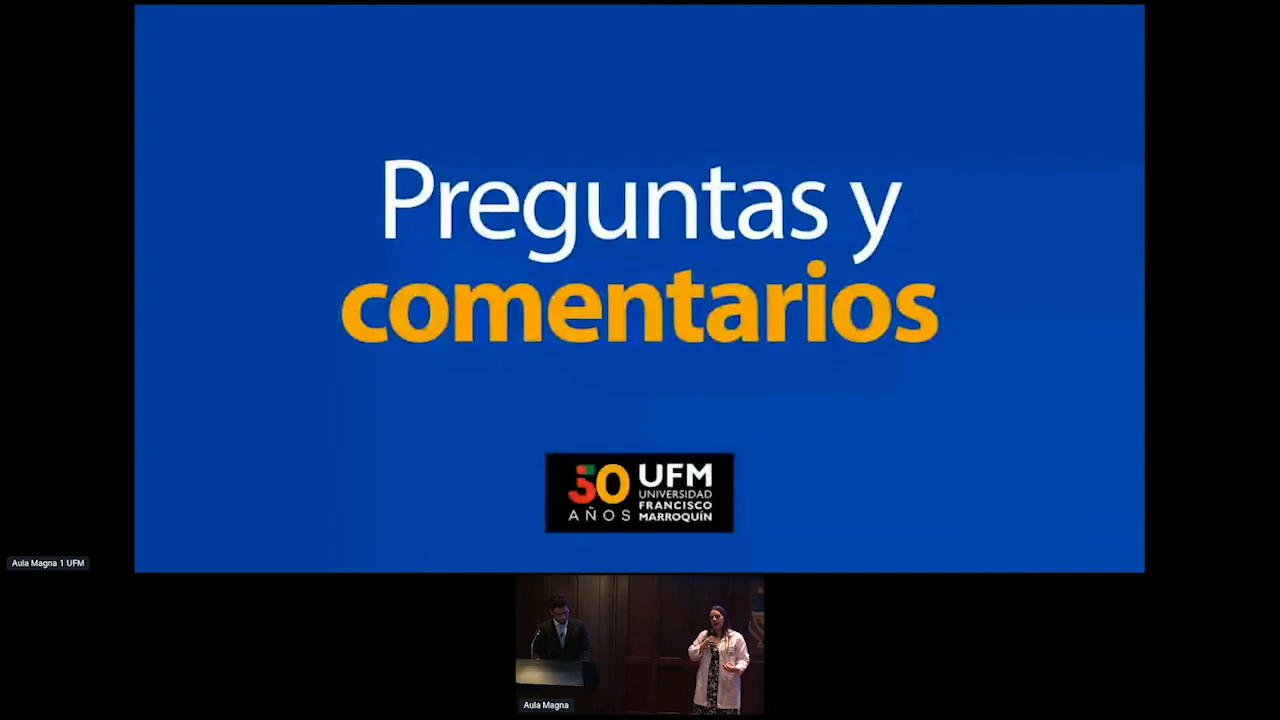 Preguntas y
comentarios
50 UFM
AÑOS
UNIVERSIDAD
FRANCISCO
MARROQUÍN
Aula Magna 1 UFM
Aula Magna